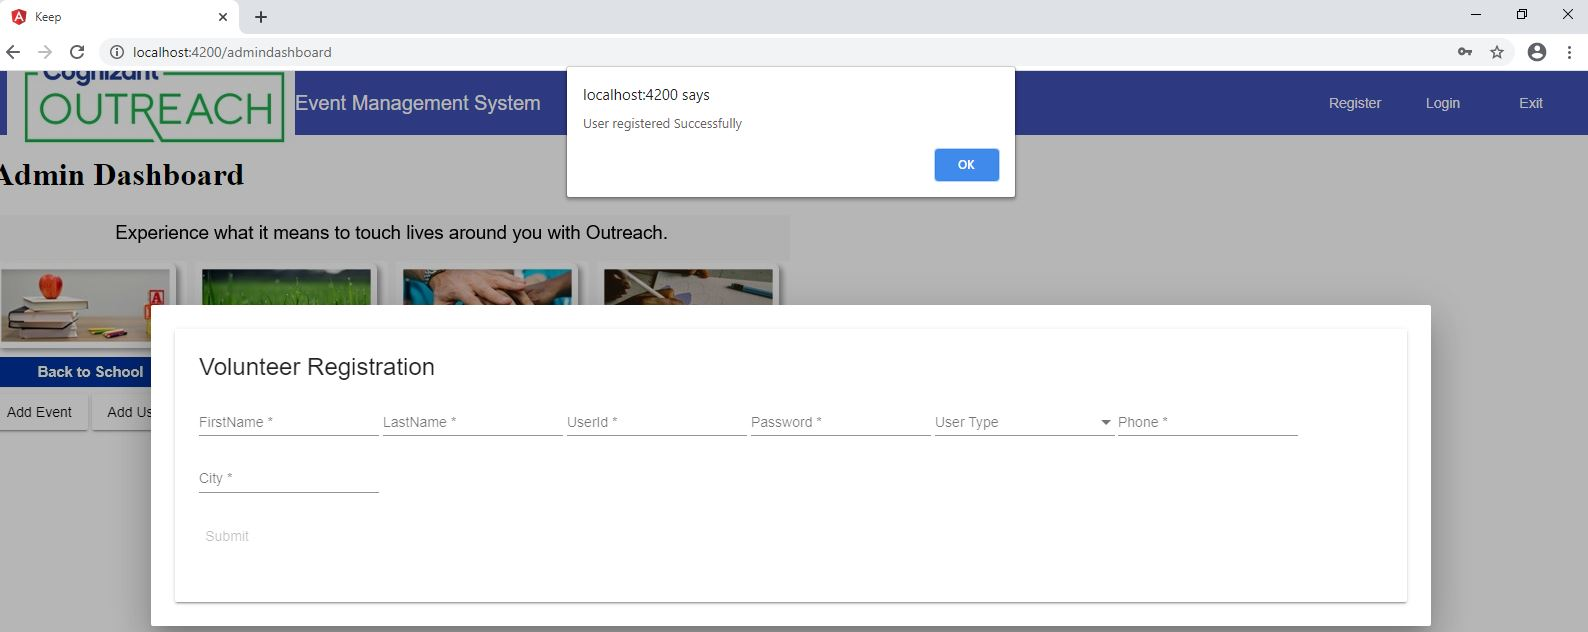 Keep
localhost:4200/admindashboard
Cognizant
OUTREACH
Event Management System
Register Login Exit
localhost:4200 says
User registered Successfully
OK
Admin Dashboard
Experience what it means to touch lives around you with Outreach.
A
Back to School
Add Event Add Us
Volunteer Registration
FirstName * LastName * UserId * Password * User Type Phone *
City *
Submit